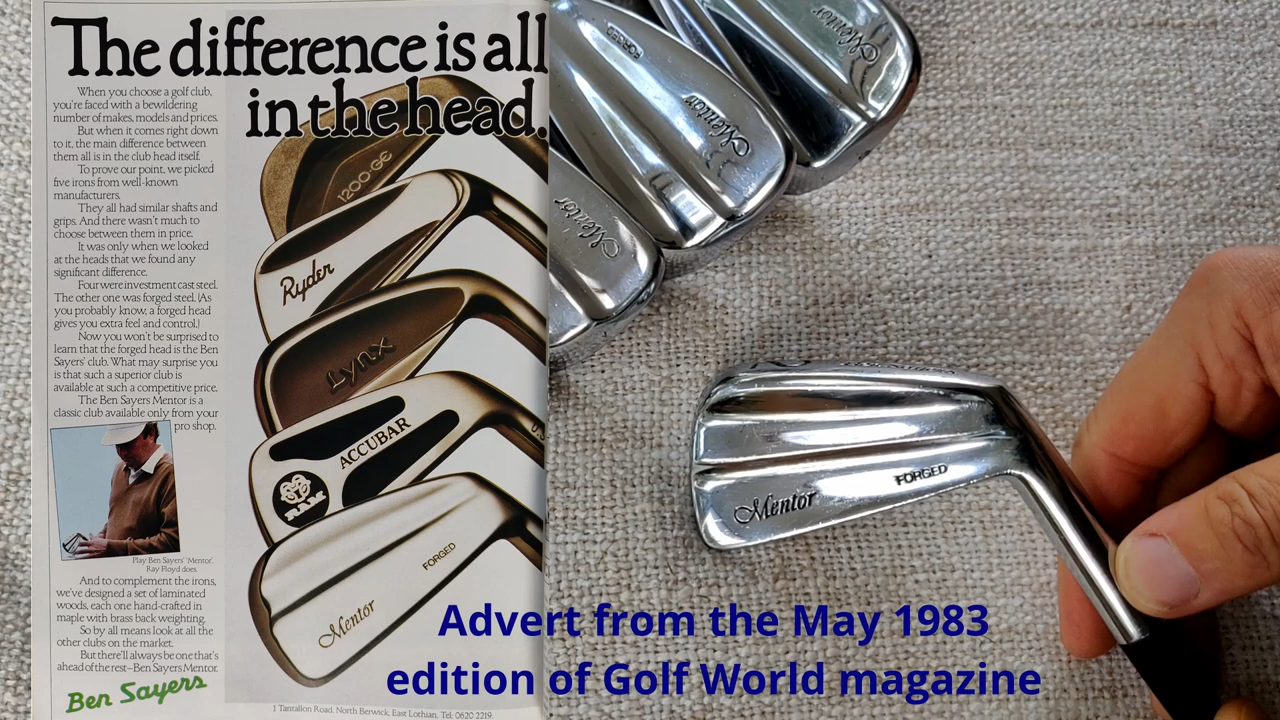 The difference is all
in the head.
When you choose a golf club,
you're faced with a bewildering
number of makes, models and prices.
But when it comes right down
to it, the main difference between
them all is in the club head itself.
To prove our point, we picked
five irons from well-known
manufacturers.
They all had similar shafts and
grips. And there wasn't much to
choose between them in price.
It was only when we looked
at the heads that we found any
significant difference.
Four were investment cast steel.
The other one was forged steel. (As
you probably know, a forged head
gives you extra feel and control.)
Now you won't be surprised to
learn that the forged head is the Ben
Sayers' club. What may surprise you
is that such a superior club is
available at such a competitive price.
The Ben Sayers Mentor is a
classic club available only from your
pro shop.
Play Ben Sayers' 'Mentor'.
Ray Floyd does.
And to complement the irons,
we've designed a set of laminated
woods, each one hand-crafted in
maple with brass back weighting.
So by all means look at all the
other clubs on the market.
But there'll always be one that's
ahead of the rest–Ben Sayers Mentor.
Ben Sayers
1 Tantallon Road, North Berwick, East Lothian. Tel: 0620 2219.
1200·GE
Ryder
Lynx
ACCUBAR
RAM
FORGED
Mentor
FORGED
Mentor
Mentor
Mentor
FORGED
Mentor
Advert from the May 1983
edition of Golf World magazine